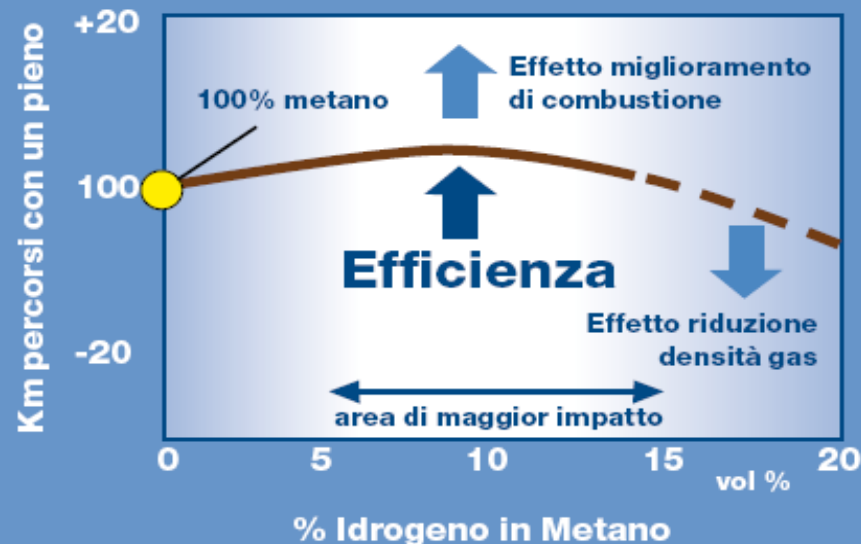 Km percorsi con un pieno
+20
100
-20
100% metano
Effetto miglioramento
di combustione
Efficienza
Effetto riduzione
densità gas
area di maggior impatto
0 5 10 15 20
vol %
% Idrogeno in Metano